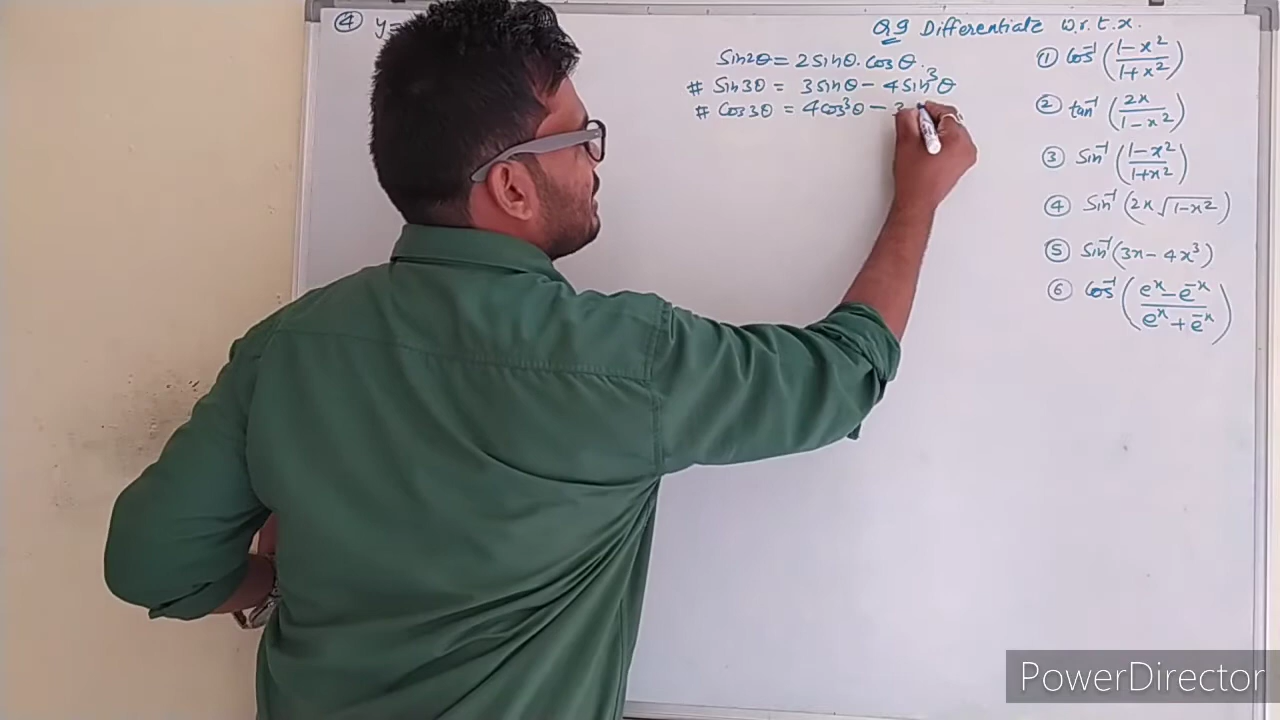 ④ y=
Q9 Differentiate w.r.t.x.
Sin2θ = 2sinθ.cosθ.
# Sin3θ = 3sinθ - 4sin³θ
# Cos3θ = 4cos³θ - 3
① cos⁻¹ (1-x²/1+x²)
② tan⁻¹ (2x/1-x²)
③ Sin⁻¹ (1-x²/1+x²)
④ Sin⁻¹ (2x√1-x²)
⑤ Sin⁻¹(3x-4x³)
⑥ cos⁻¹ (eˣ-e⁻ˣ/eˣ+e⁻ˣ)
PowerDirector